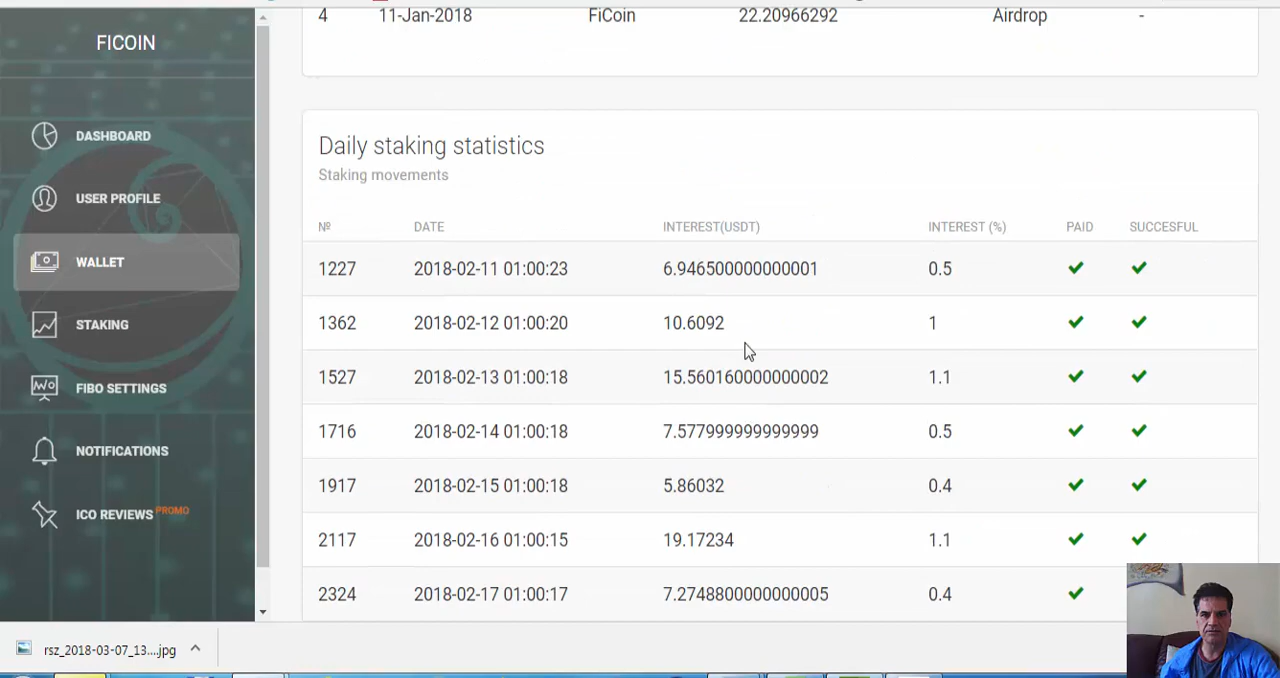 4 11-Jan-2018 FiCoin 22.20966292 Airdrop -
FICOIN
DASHBOARD
USER PROFILE
WALLET
STAKING
FIBO SETTINGS
NOTIFICATIONS
ICO REVIEWS PROMO
Daily staking statistics
Staking movements
№ DATE INTEREST(USDT) INTEREST (%) PAID SUCCESFUL
1227 2018-02-11 01:00:23 6.946500000000001 0.5
1362 2018-02-12 01:00:20 10.6092 1
1527 2018-02-13 01:00:18 15.560160000000002 1.1
1716 2018-02-14 01:00:18 7.577999999999999 0.5
1917 2018-02-15 01:00:18 5.86032 0.4
2117 2018-02-16 01:00:15 19.17234 1.1
2324 2018-02-17 01:00:17 7.2748800000000005 0.4
rsz_2018-03-07_13....jpg